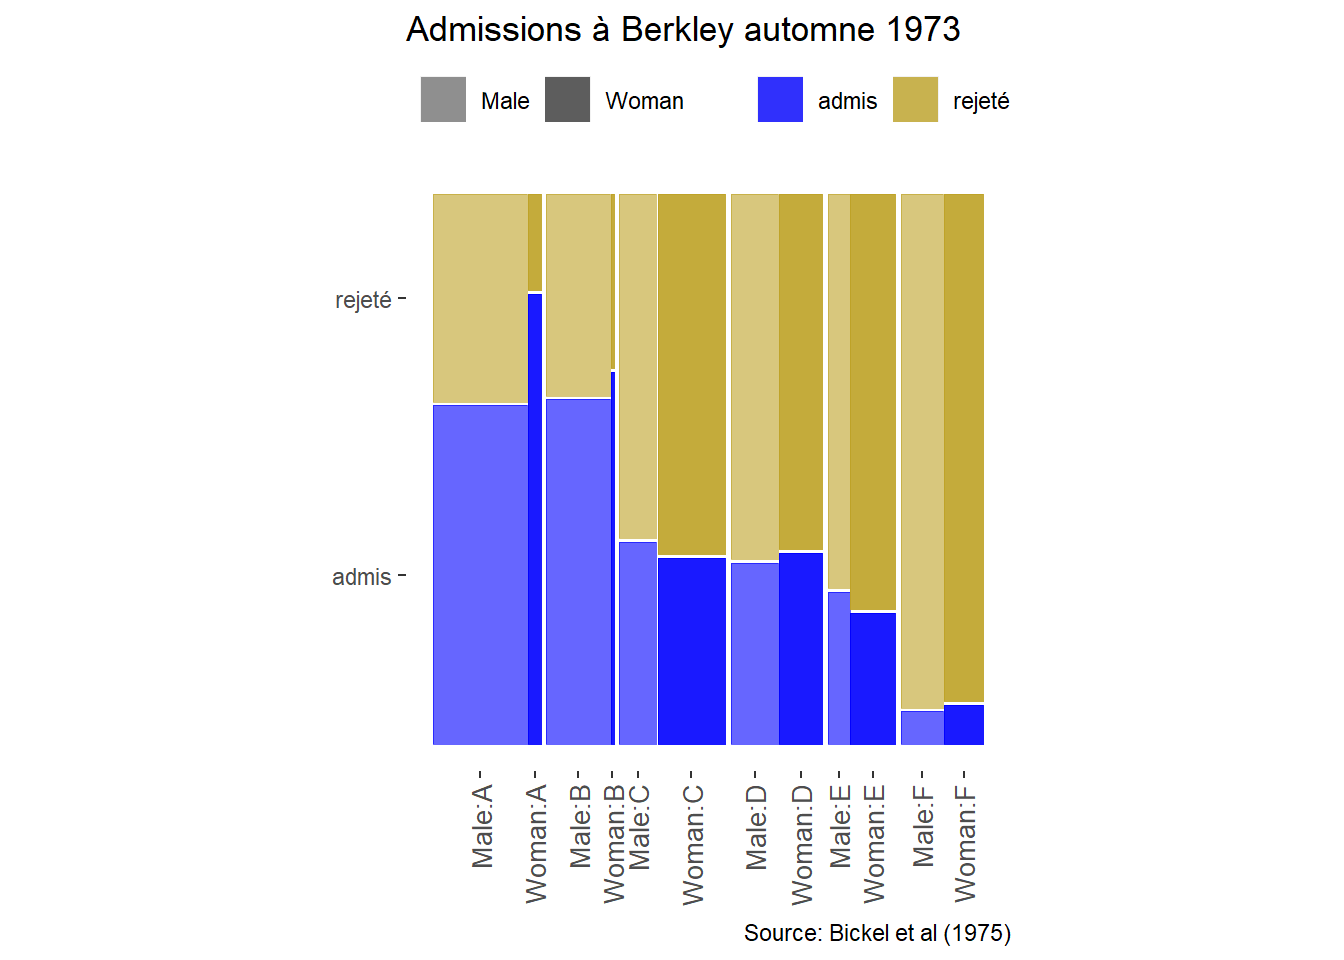 Admissions à Berkley automne 1973
Male Woman admis rejeté
rejeté
admis
Male:A Woman:A Male:B Woman:B Male:C Woman:C Male:D Woman:D Male:E Woman:E Male:F Woman:F
Source: Bickel et al (1975)